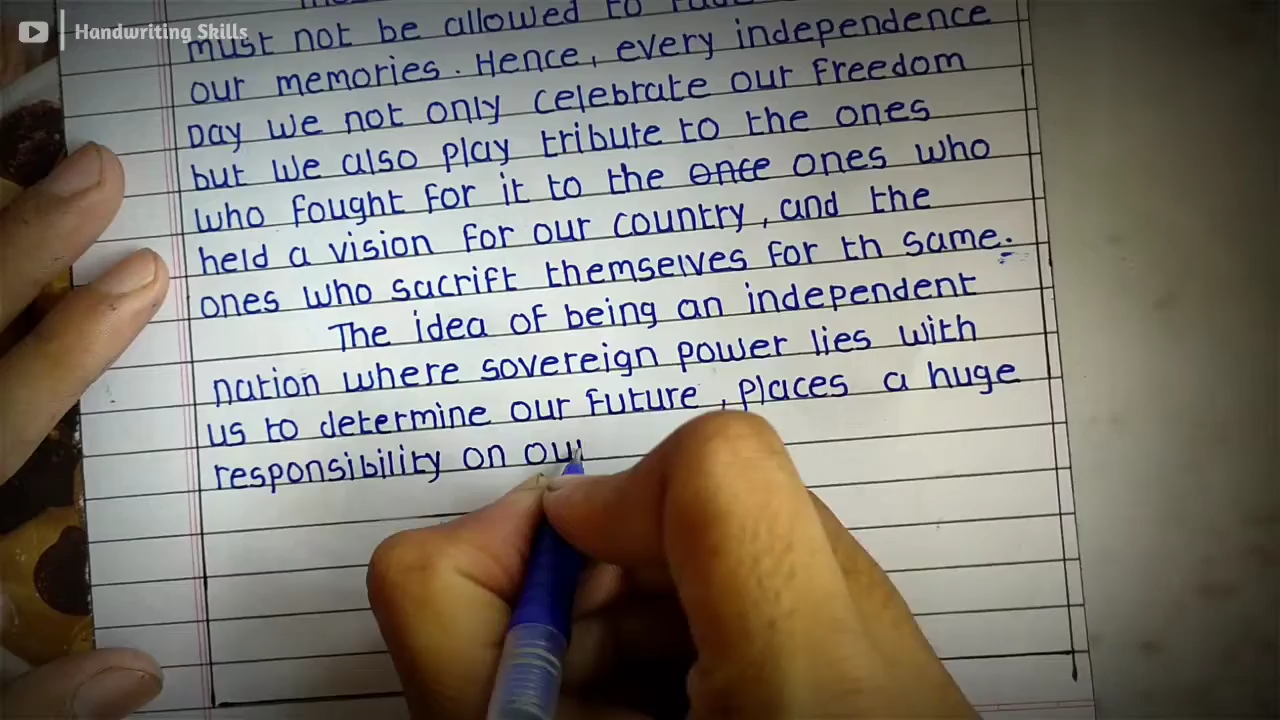 Handwriting Skills
must not be allowed to
our memories. Hence, every independence
Day we not only celebrate our freedom
but we also play tribute to the ones
who fought for it to the once ones who
held a vision for our country, and the
ones who sacrift themselves for th same.
The idea of being an independent
nation where sovereign power lies with
us to determine our future, places a huge
responsibility on ou